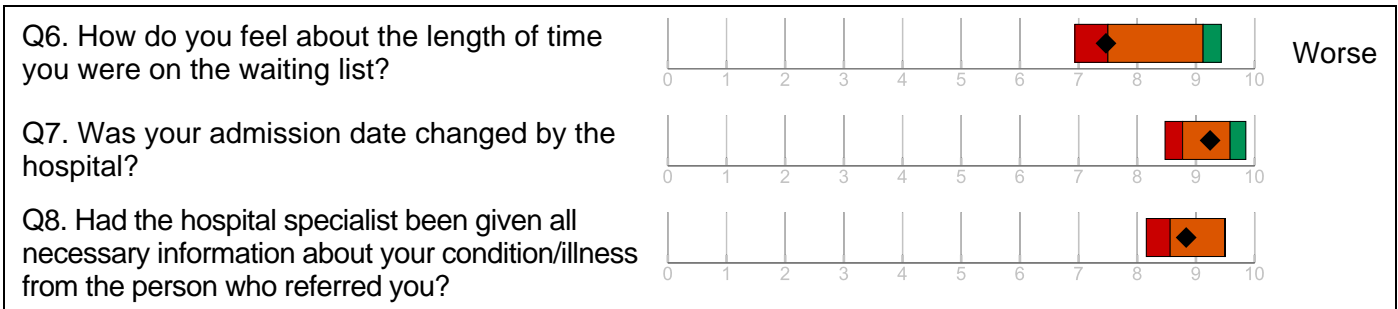 Q6. How do you feel about the length of time
you were on the waiting list?
Worse
0 1 2 3 4 5 6 7 8 9 10
Q7. Was your admission date changed by the
hospital?
0 1 2 3 4 5 6 7 8 9 10
Q8. Had the hospital specialist been given all
necessary information about your condition/illness
from the person who referred you?
0 1 2 3 4 5 6 7 8 9 10